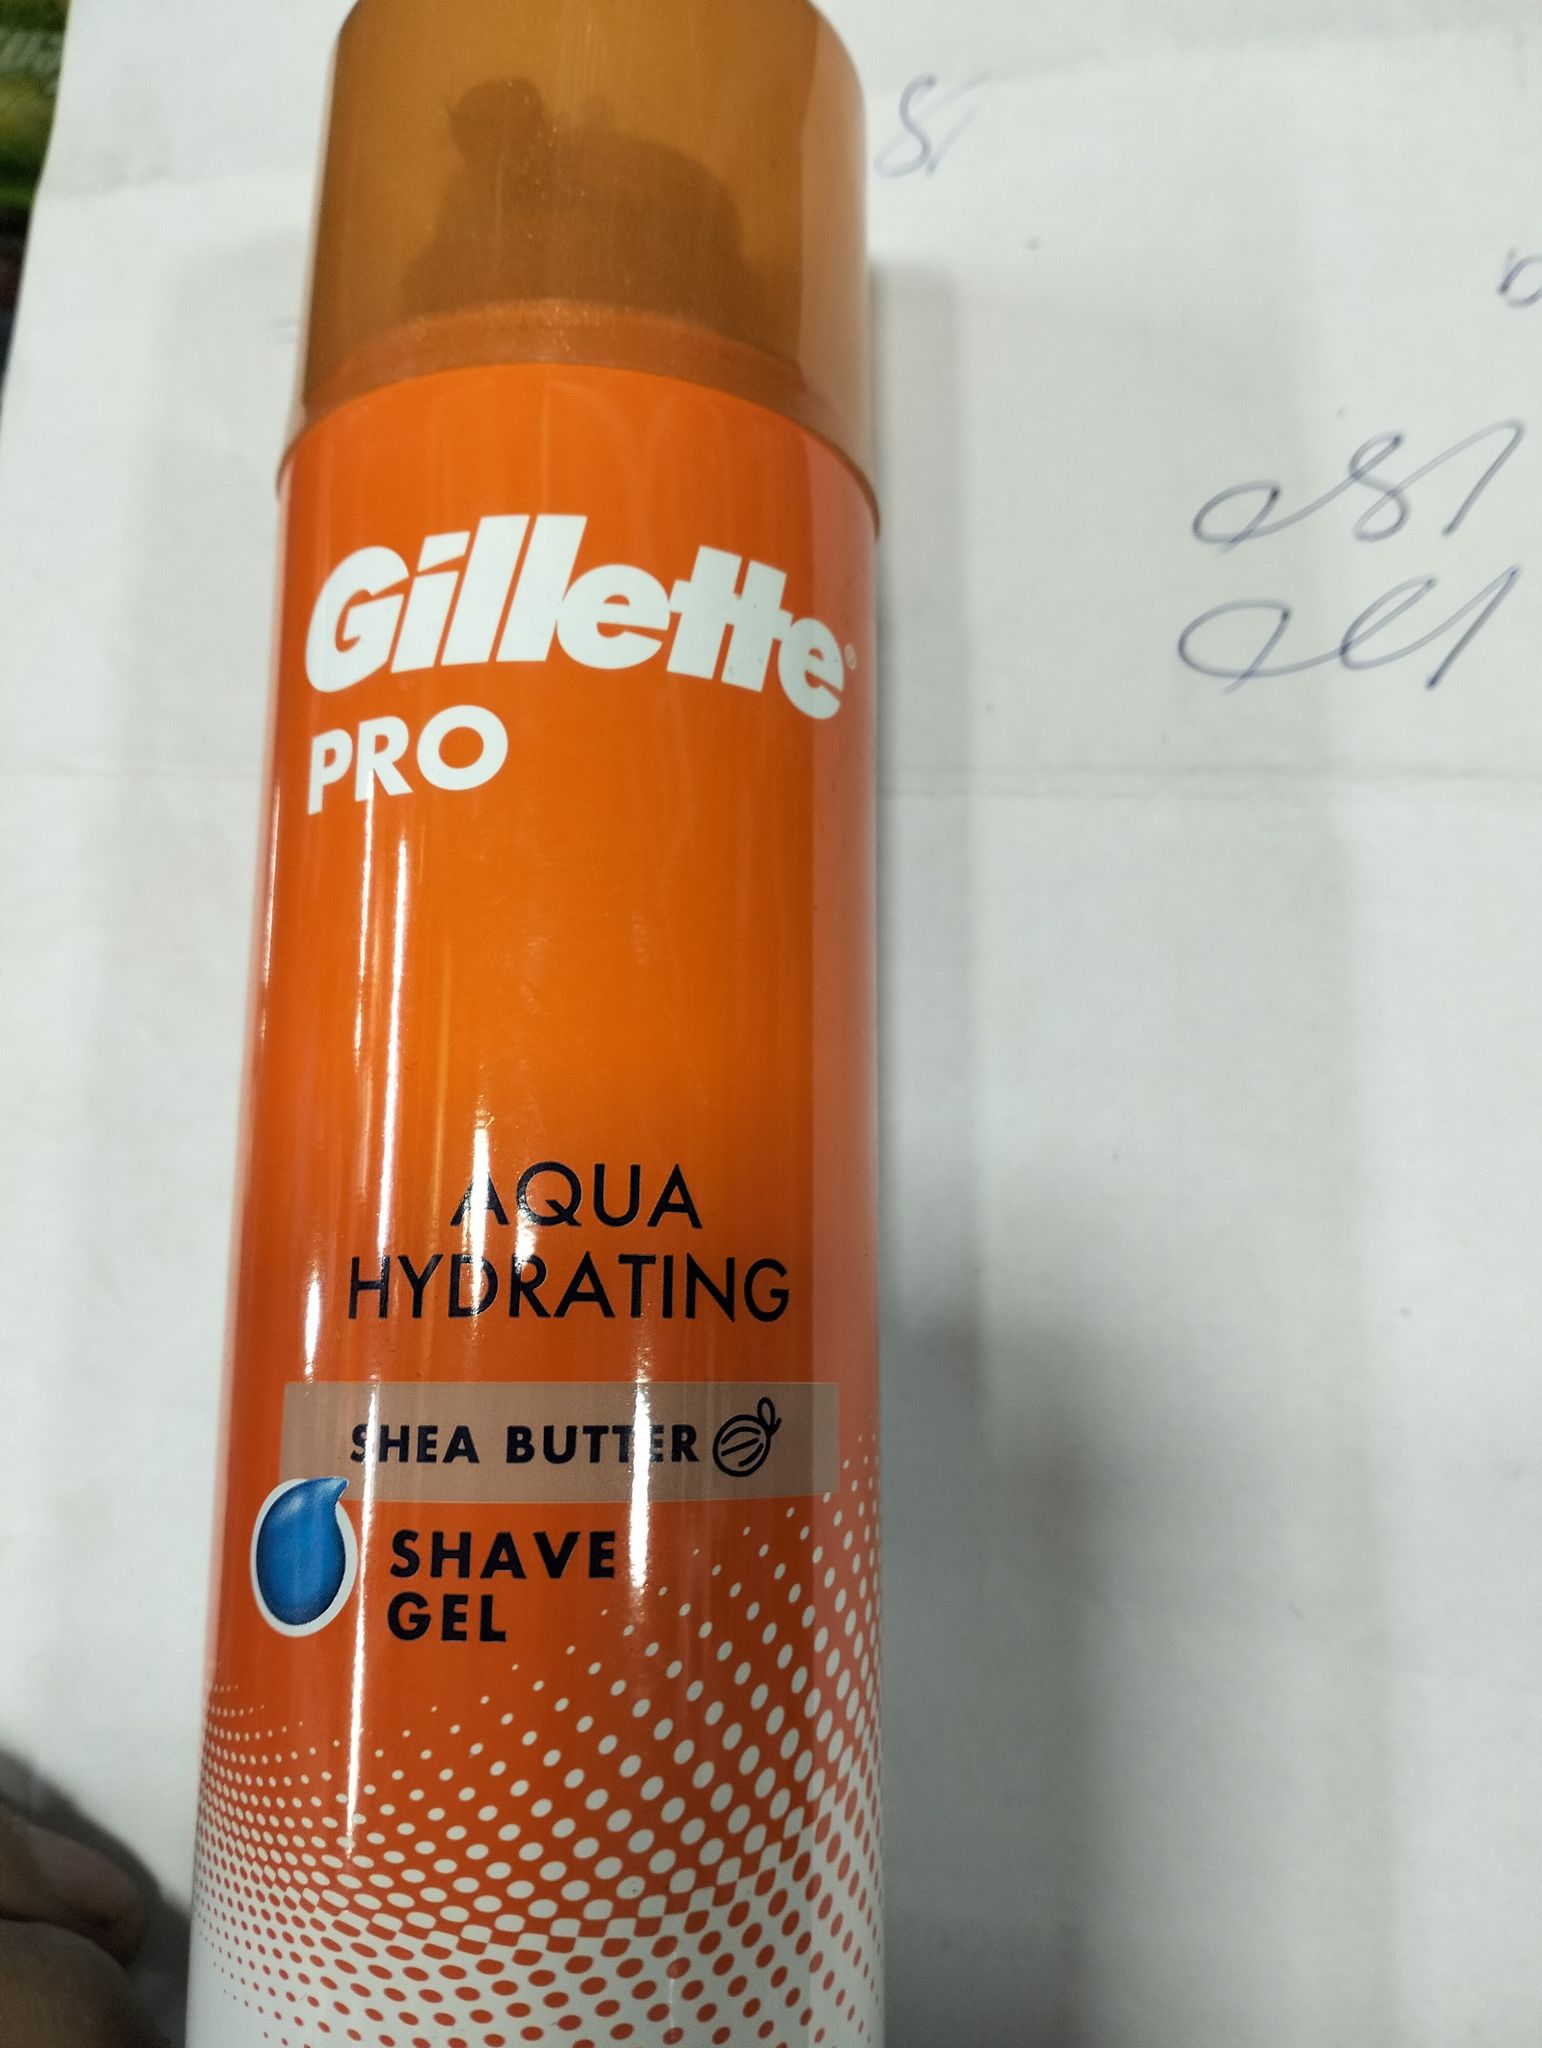 Gillette®
PRO
AQUA
HYDRATING
SHEA BUTTER
SHAVE
GEL